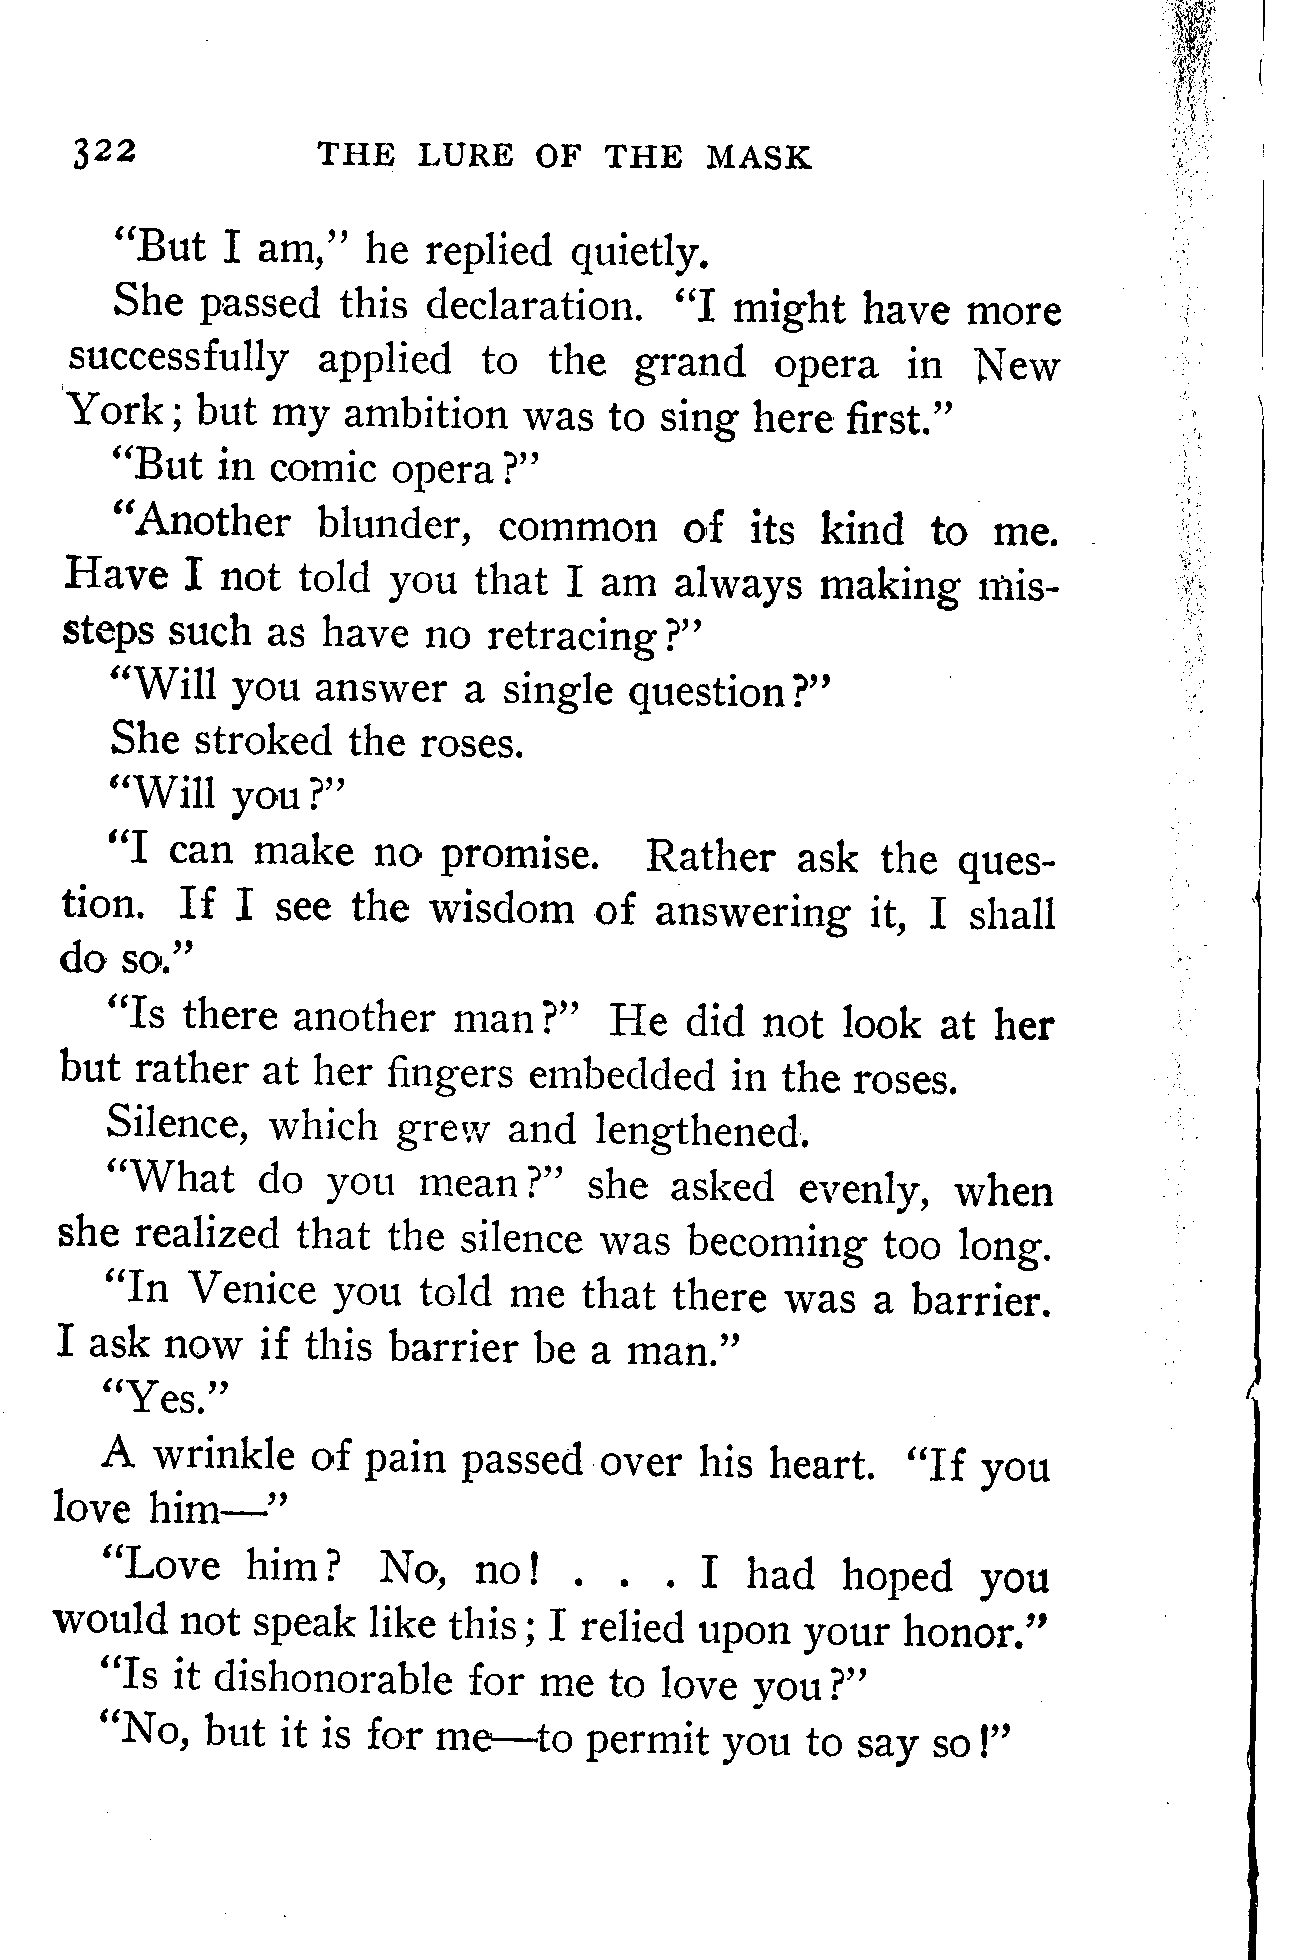 322 THE LURE OF THE MASK
“But I am,” he replied quietly.
She passed this declaration. “I might have more
successfully applied to the grand opera in New
York; but my ambition was to sing here first.”
“But in comic opera?”
“Another blunder, common of its kind to me.
Have I not told you that I am always making mis-
steps such as have no retracing?”
“Will you answer a single question?”
She stroked the roses.
“Will you?”
“I can make no promise. Rather ask the ques-
tion. If I see the wisdom of answering it, I shall
do so.”
“Is there another man?” He did not look at her
but rather at her fingers embedded in the roses.
Silence, which grew and lengthened.
“What do you mean?” she asked evenly, when
she realized that the silence was becoming too long.
“In Venice you told me that there was a barrier.
I ask now if this barrier be a man.”
“Yes.”
A wrinkle of pain passed over his heart. “If you
love him—”
“Love him? No, no! . . . I had hoped you
would not speak like this; I relied upon your honor.”
“Is it dishonorable for me to love you?”
“No, but it is for me—to permit you to say so!”